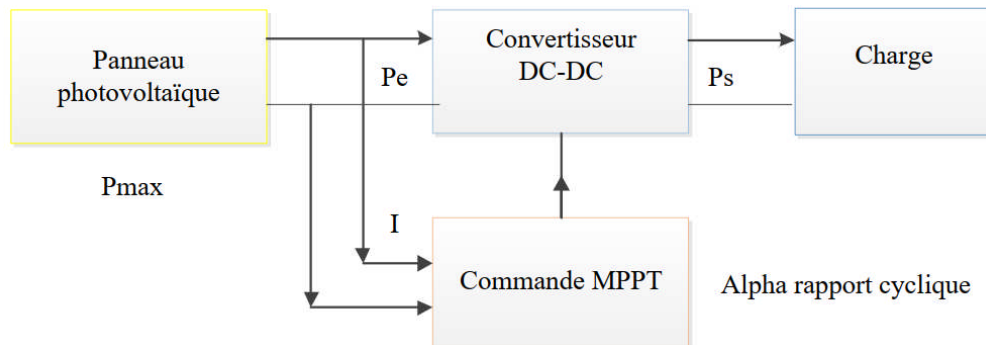 Panneau
photovoltaïque
Convertisseur
DC-DC
Charge
Pe
Ps
Pmax
I
Commande MPPT
Alpha rapport cyclique